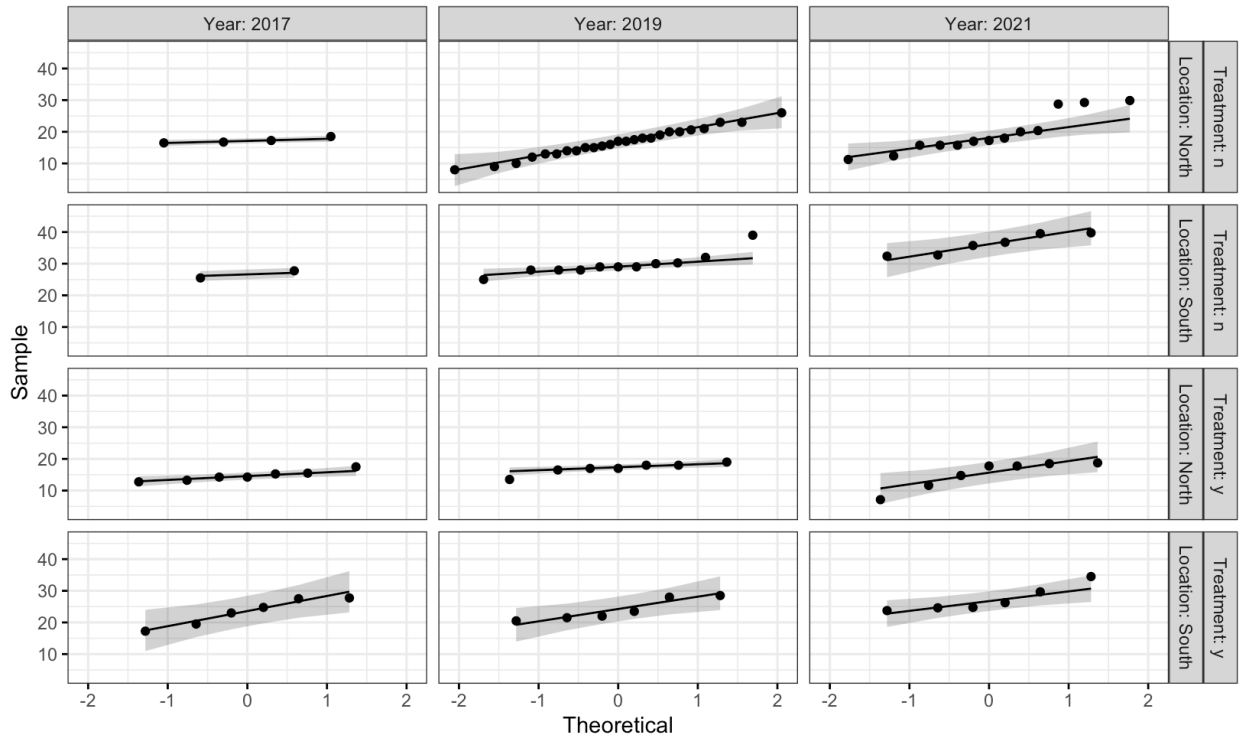 Year: 2017
Year: 2019
Year: 2021
Treatment: n
Location: North
40
30
20
10
Treatment: n
Location: South
40
30
20
10
Sample
Treatment: y
Location: North
40
30
20
10
Treatment: y
Location: South
40
30
20
10
-2 -1 0 1 2
-2 -1 0 1 2
-2 -1 0 1 2
Theoretical